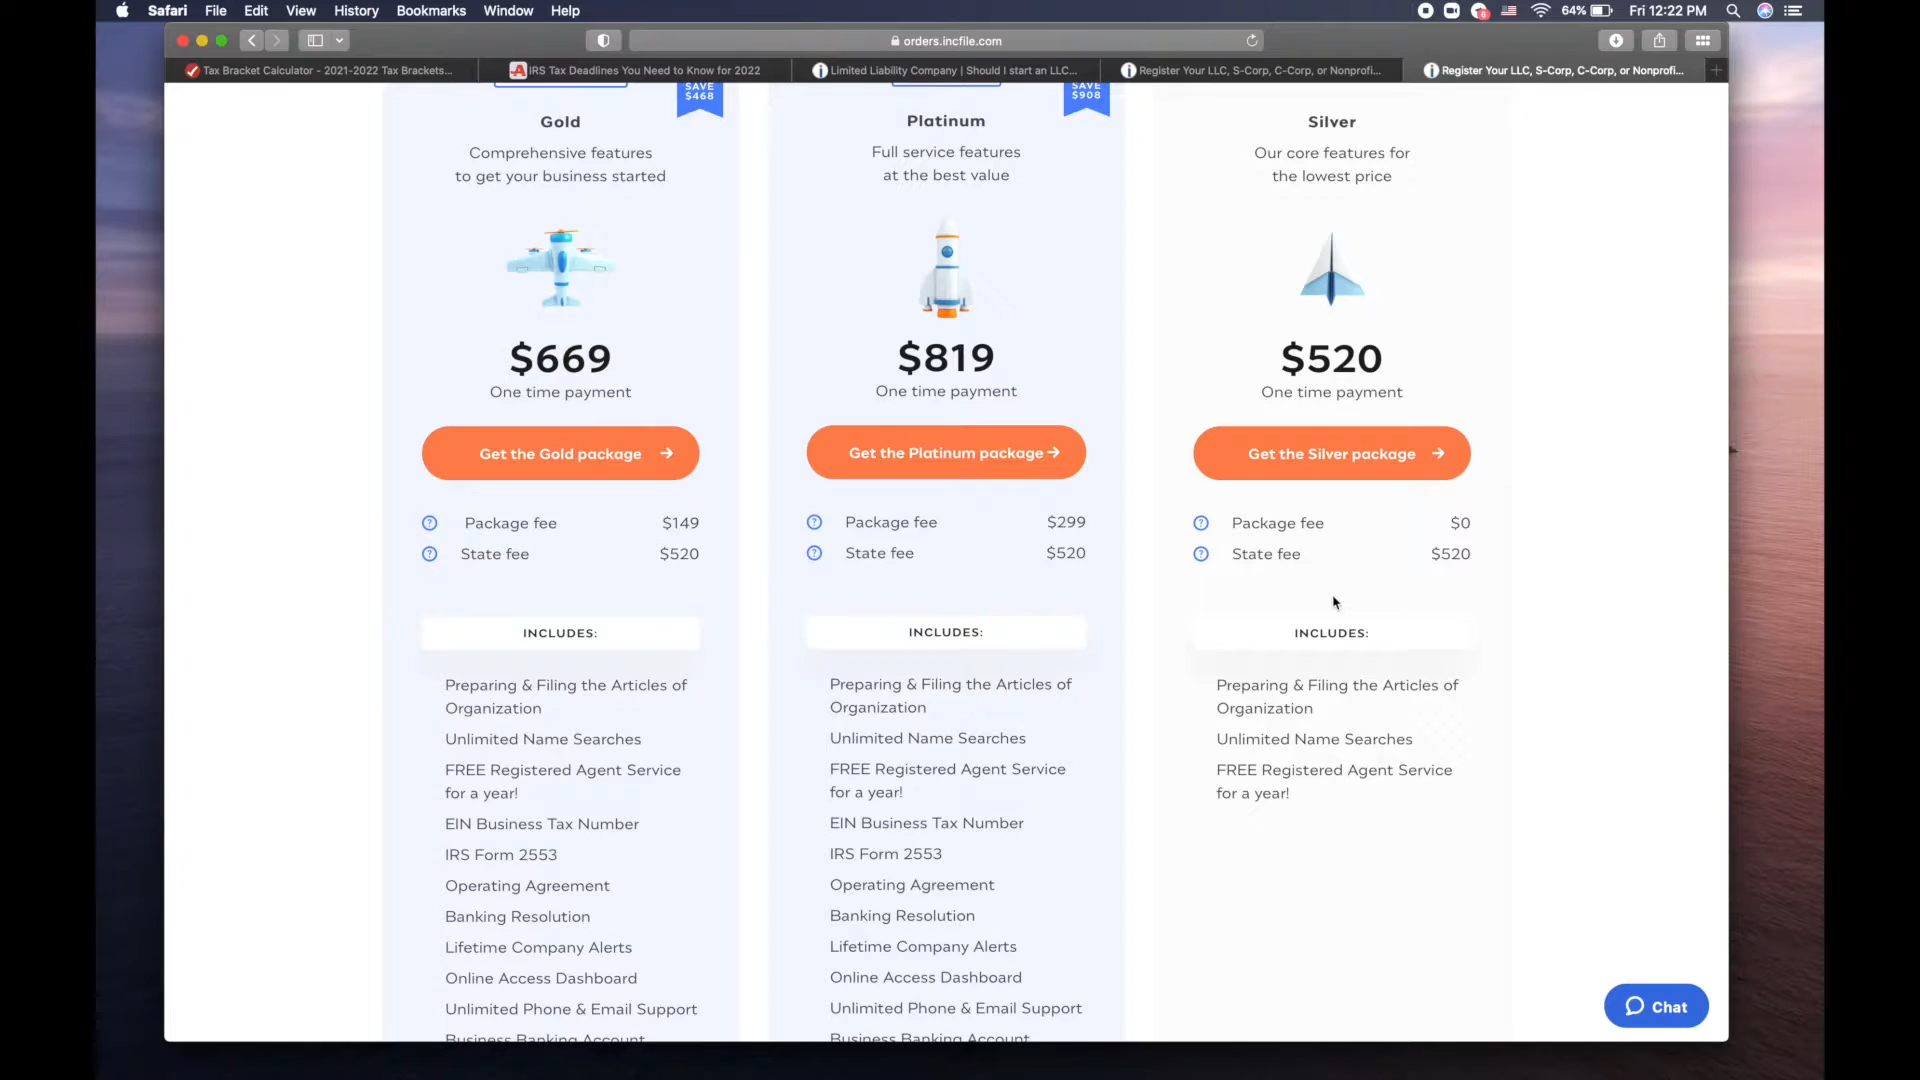 Safari File Edit View History Bookmarks Window Help 64% Fri 12:22 PM
orders.incfile.com
Tax Bracket Calculator - 2021-2022 Tax Brackets... IRS Tax Deadlines You Need to Know for 2022 Limited Liability Company | Should I start an LLC... Register Your LLC, S-Corp, C-Corp, or Nonprofi... Register Your LLC, S-Corp, C-Corp, or Nonprofi...
SAVE
$468
Gold
Comprehensive features
to get your business started
$669
One time payment
Get the Gold package →
Package fee $149
State fee $520
INCLUDES:
Preparing & Filing the Articles of
Organization
Unlimited Name Searches
FREE Registered Agent Service
for a year!
EIN Business Tax Number
IRS Form 2553
Operating Agreement
Banking Resolution
Lifetime Company Alerts
Online Access Dashboard
Unlimited Phone & Email Support
Business Banking Account
SAVE
$908
Platinum
Full service features
at the best value
$819
One time payment
Get the Platinum package →
Package fee $299
State fee $520
INCLUDES:
Preparing & Filing the Articles of
Organization
Unlimited Name Searches
FREE Registered Agent Service
for a year!
EIN Business Tax Number
IRS Form 2553
Operating Agreement
Banking Resolution
Lifetime Company Alerts
Online Access Dashboard
Unlimited Phone & Email Support
Business Banking Account
Silver
Our core features for
the lowest price
$520
One time payment
Get the Silver package →
Package fee $0
State fee $520
INCLUDES:
Preparing & Filing the Articles of
Organization
Unlimited Name Searches
FREE Registered Agent Service
for a year!
Chat